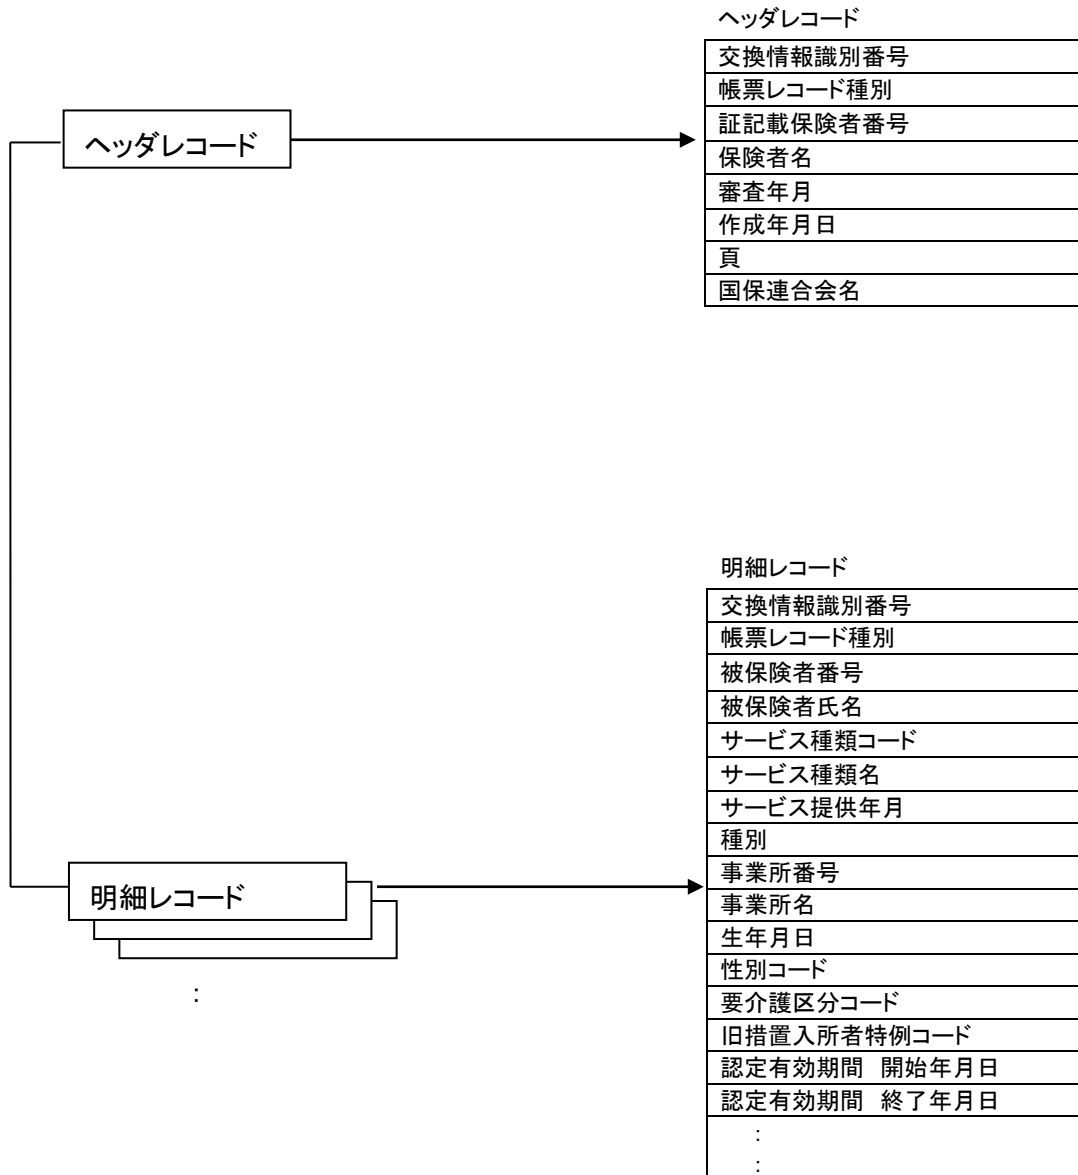 ヘッダレコード
交換情報識別番号
帳票レコード種別
ヘッダレコード
証記載保険者番号
保険者名
審査年月
作成年月日
頁
国保連合会名
明細レコード
交換情報識別番号
帳票レコード種別
被保険者番号
被保険者氏名
サービス種類コード
サービス種類名
サービス提供年月
種別
事業所番号
明細レコード
事業所名
生年月日
性別コード
:
要介護区分コード
旧措置入所者特例コード
認定有効期間　開始年月日
認定有効期間　終了年月日
:
: